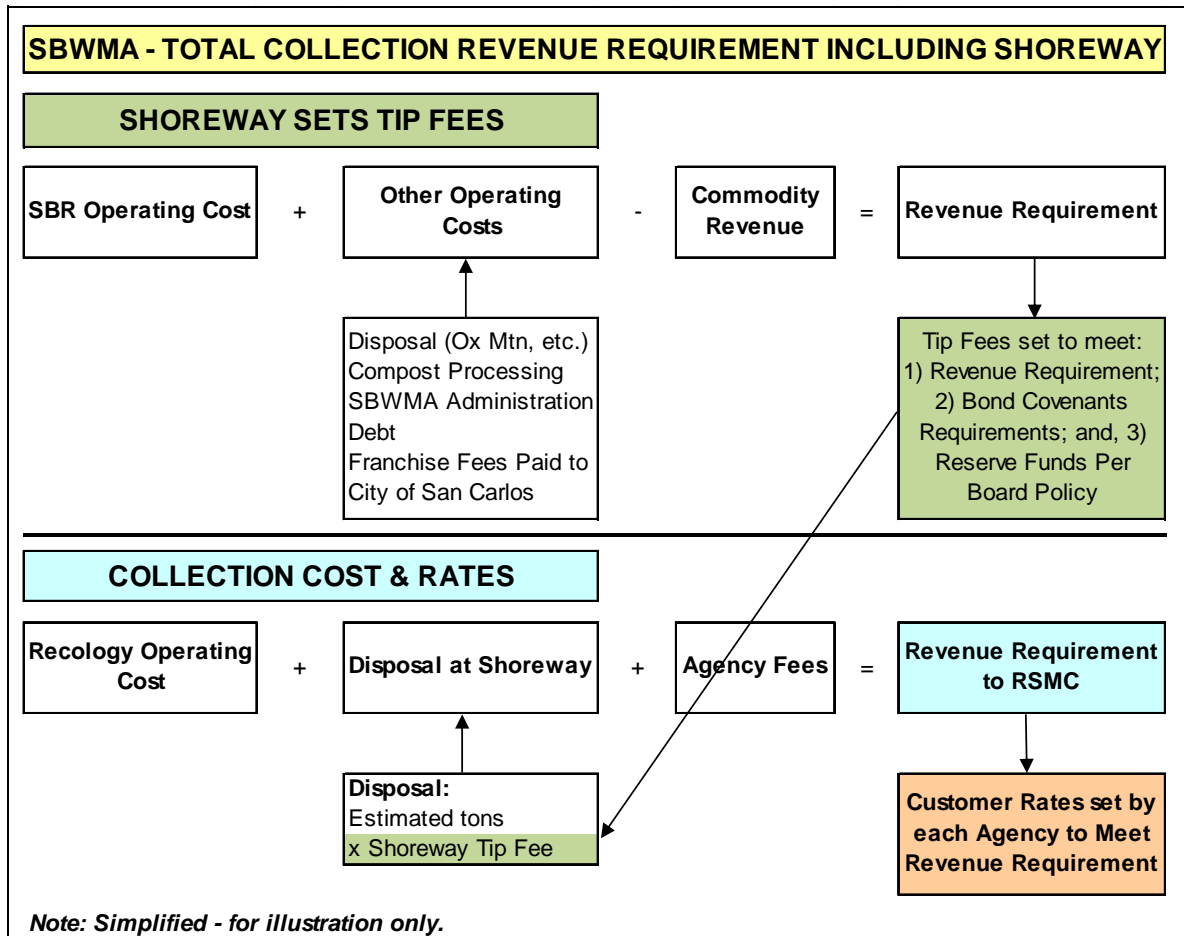 SBWMA - TOTAL COLLECTION REVENUE REQUIREMENT INCLUDING SHOREWAY
SHOREWAY SETS TIP FEES
SBR Operating Cost
+
Other Operating
Costs
-
Commodity
Revenue
=
Revenue Requirement
Disposal (Ox Mtn, etc.)
Compost Processing
SBWMA Administration
Debt
Franchise Fees Paid to
City of San Carlos
Tip Fees set to meet:
1) Revenue Requirement;
2) Bond Covenants
Requirements; and, 3)
Reserve Funds Per
Board Policy
COLLECTION COST & RATES
Recology Operating
Cost
+
Disposal at Shoreway
+
Agency Fees
=
Revenue Requirement
to RSMC
Disposal:
Estimated tons
x Shoreway Tip Fee
Customer Rates set by
each Agency to Meet
Revenue Requirement
Note: Simplified - for illustration only.